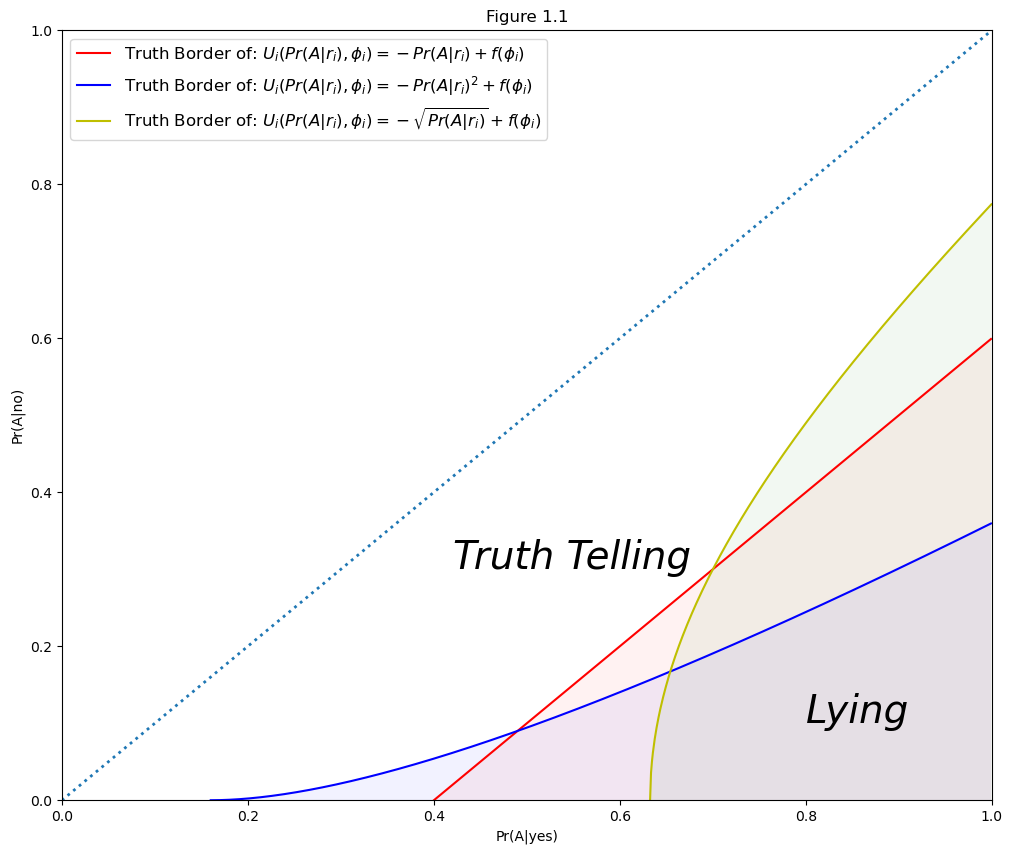 Figure 1.1
Truth Border of: $U_i(Pr(A|r_i), \phi_i) = -Pr(A|r_i) + f(\phi_i)$
Truth Border of: $U_i(Pr(A|r_i), \phi_i) = -Pr(A|r_i)^2 + f(\phi_i)$
Truth Border of: $U_i(Pr(A|r_i), \phi_i) = -\sqrt{Pr(A|r_i)} + f(\phi_i)$
1.0
0.8
0.6
0.4
0.2
0.0
Pr(A|no)
Truth Telling
Lying
0.0 0.2 0.4 0.6 0.8 1.0
Pr(A|yes)